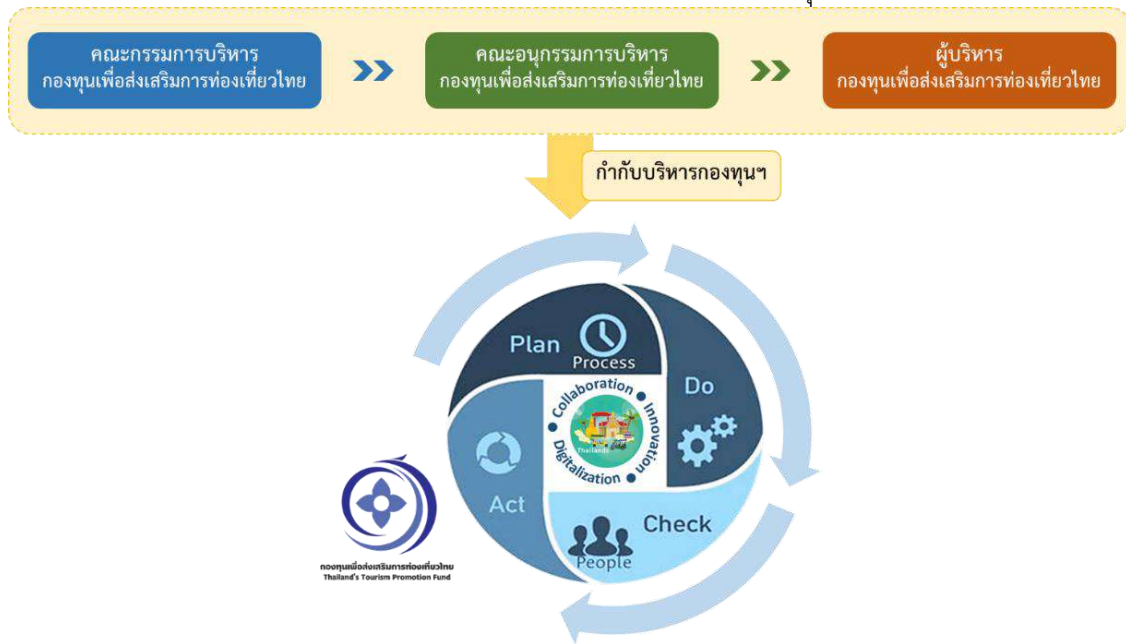 คณะกรรมการบริหาร
กองทุนเพื่อส่งเสริมการท่องเที่ยวไทย
คณะอนุกรรมการบริหาร
กองทุนเพื่อส่งเสริมการท่องเที่ยวไทย
ผู้บริหาร
กองทุนเพื่อส่งเสริมการท่องเที่ยวไทย
กำกับบริหารกองทุนฯ
Plan
Process
Do
Collaboration
Innovation
Digitalization
Thailand
Act
Check
People
กองทุนเพื่อส่งเสริมการท่องเที่ยวไทย
Thailand's Tourism Promotion Fund